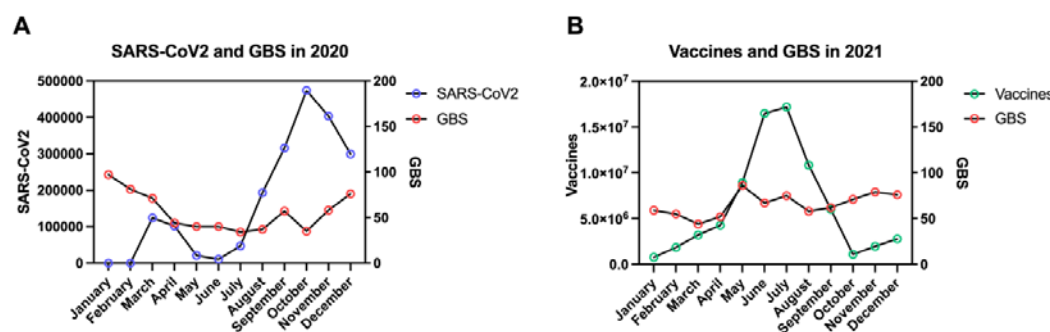 A
SARS-CoV2 and GBS in 2020
500000
400000
300000
200000
100000
0
SARS-CoV2
200
150
100
50
0
GBS
SARS-CoV2
GBS
January
February
March
April
May
June
July
August
September
October
November
December
B
Vaccines and GBS in 2021
2.0×10⁷
1.5×10⁷
1.0×10⁷
5.0×10⁶
0.0
Vaccines
200
150
100
50
0
GBS
Vaccines
GBS
January
February
March
April
May
June
July
August
September
October
November
December